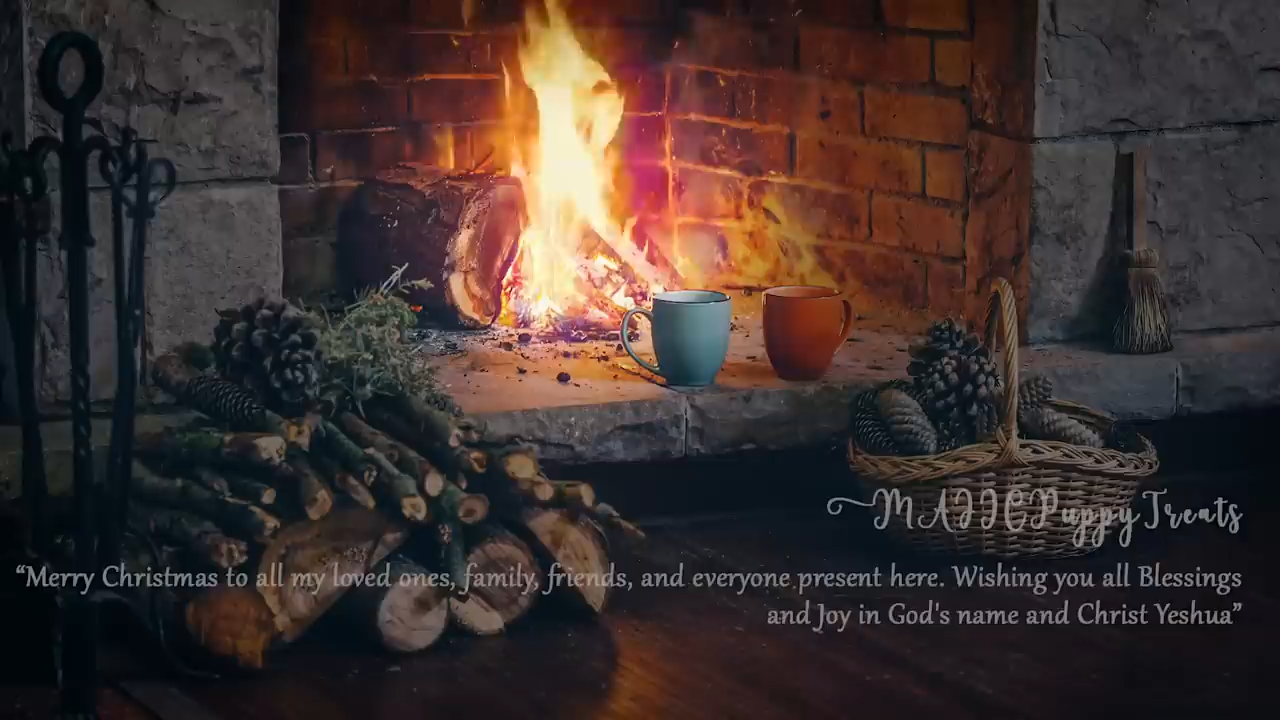 MAJICPuppyTreats
“Merry Christmas to all my loved ones, family, friends, and everyone present here. Wishing you all Blessings
and Joy in God's name and Christ Yeshua”